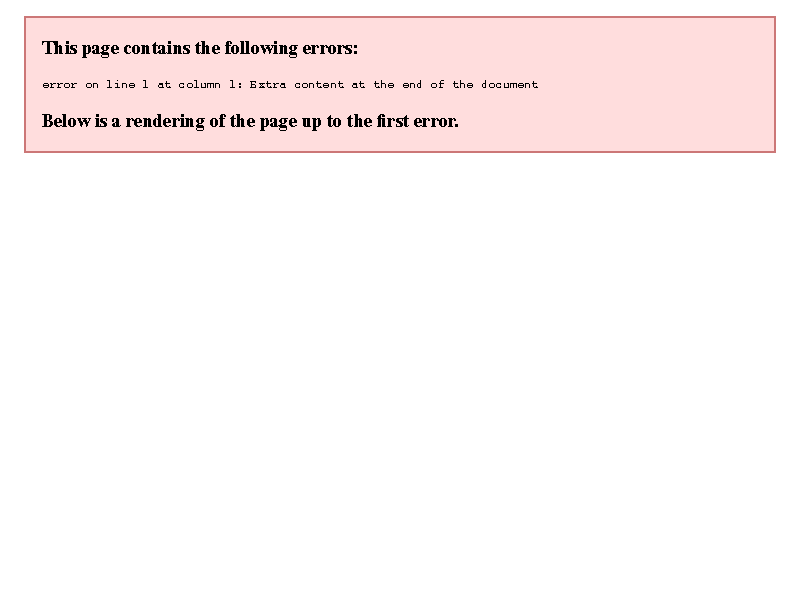 This page contains the following errors:
error on line 1 at column 1: Extra content at the end of the document
Below is a rendering of the page up to the first error.